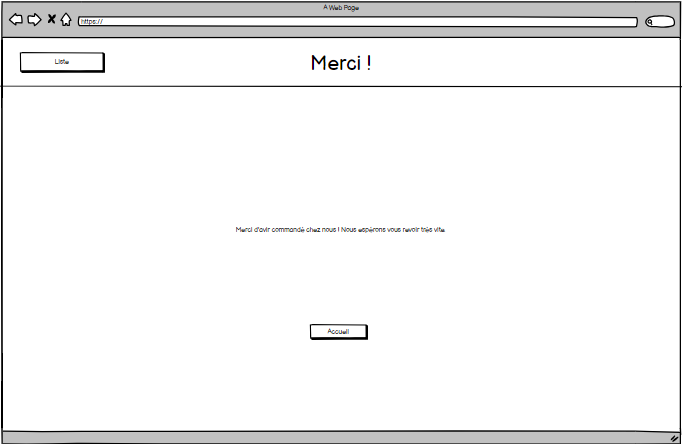 A Web Page
https://
Liste
Merci !
Merci d'avir commandé chez nous ! Nous espérons vous revoir très vite
Accueil